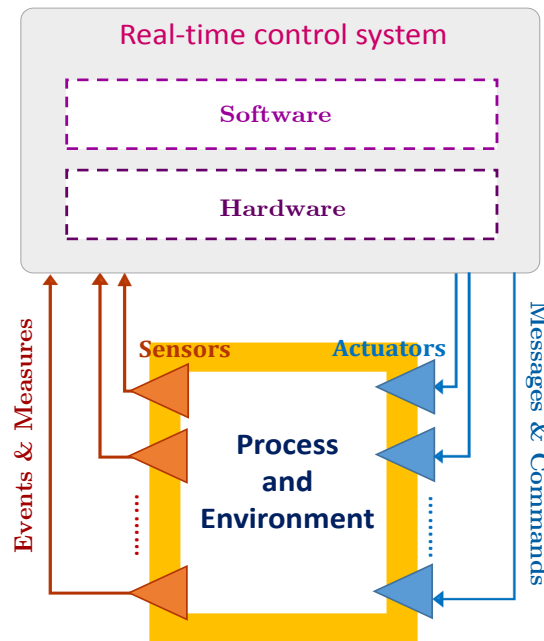 Real-time control system
Software
Hardware
Sensors
Actuators
Events & Measures
Messages & Commands
Process
and
Environment